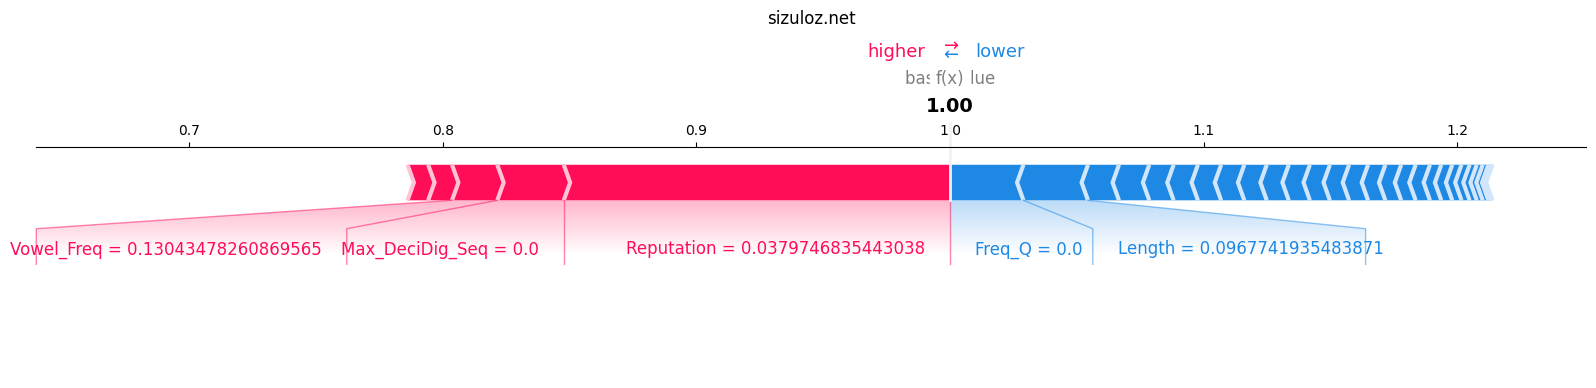 sizuloz.net
higher ⇄ lower
f(x)
1.00
0.7 0.8 0.9 1.1 1.2
Vowel_Freq = 0.13043478260869565 Max_DeciDig_Seq = 0.0 Reputation = 0.0379746835443038 Freq_Q = 0.0 Length = 0.0967741935483871